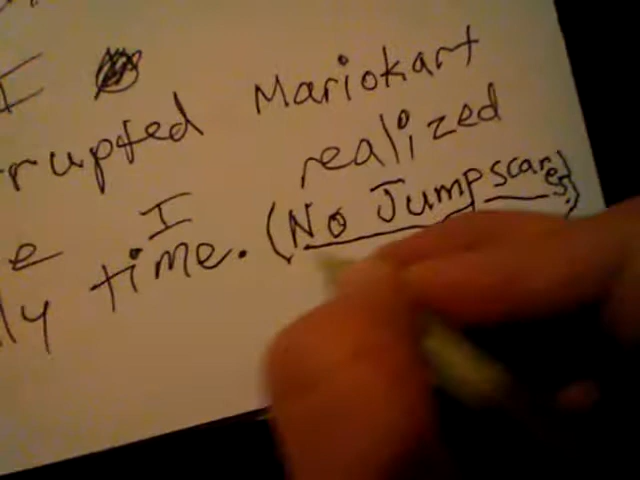 I
rupted Mariokart
e I realized
ly time. (No Jumpscares.)